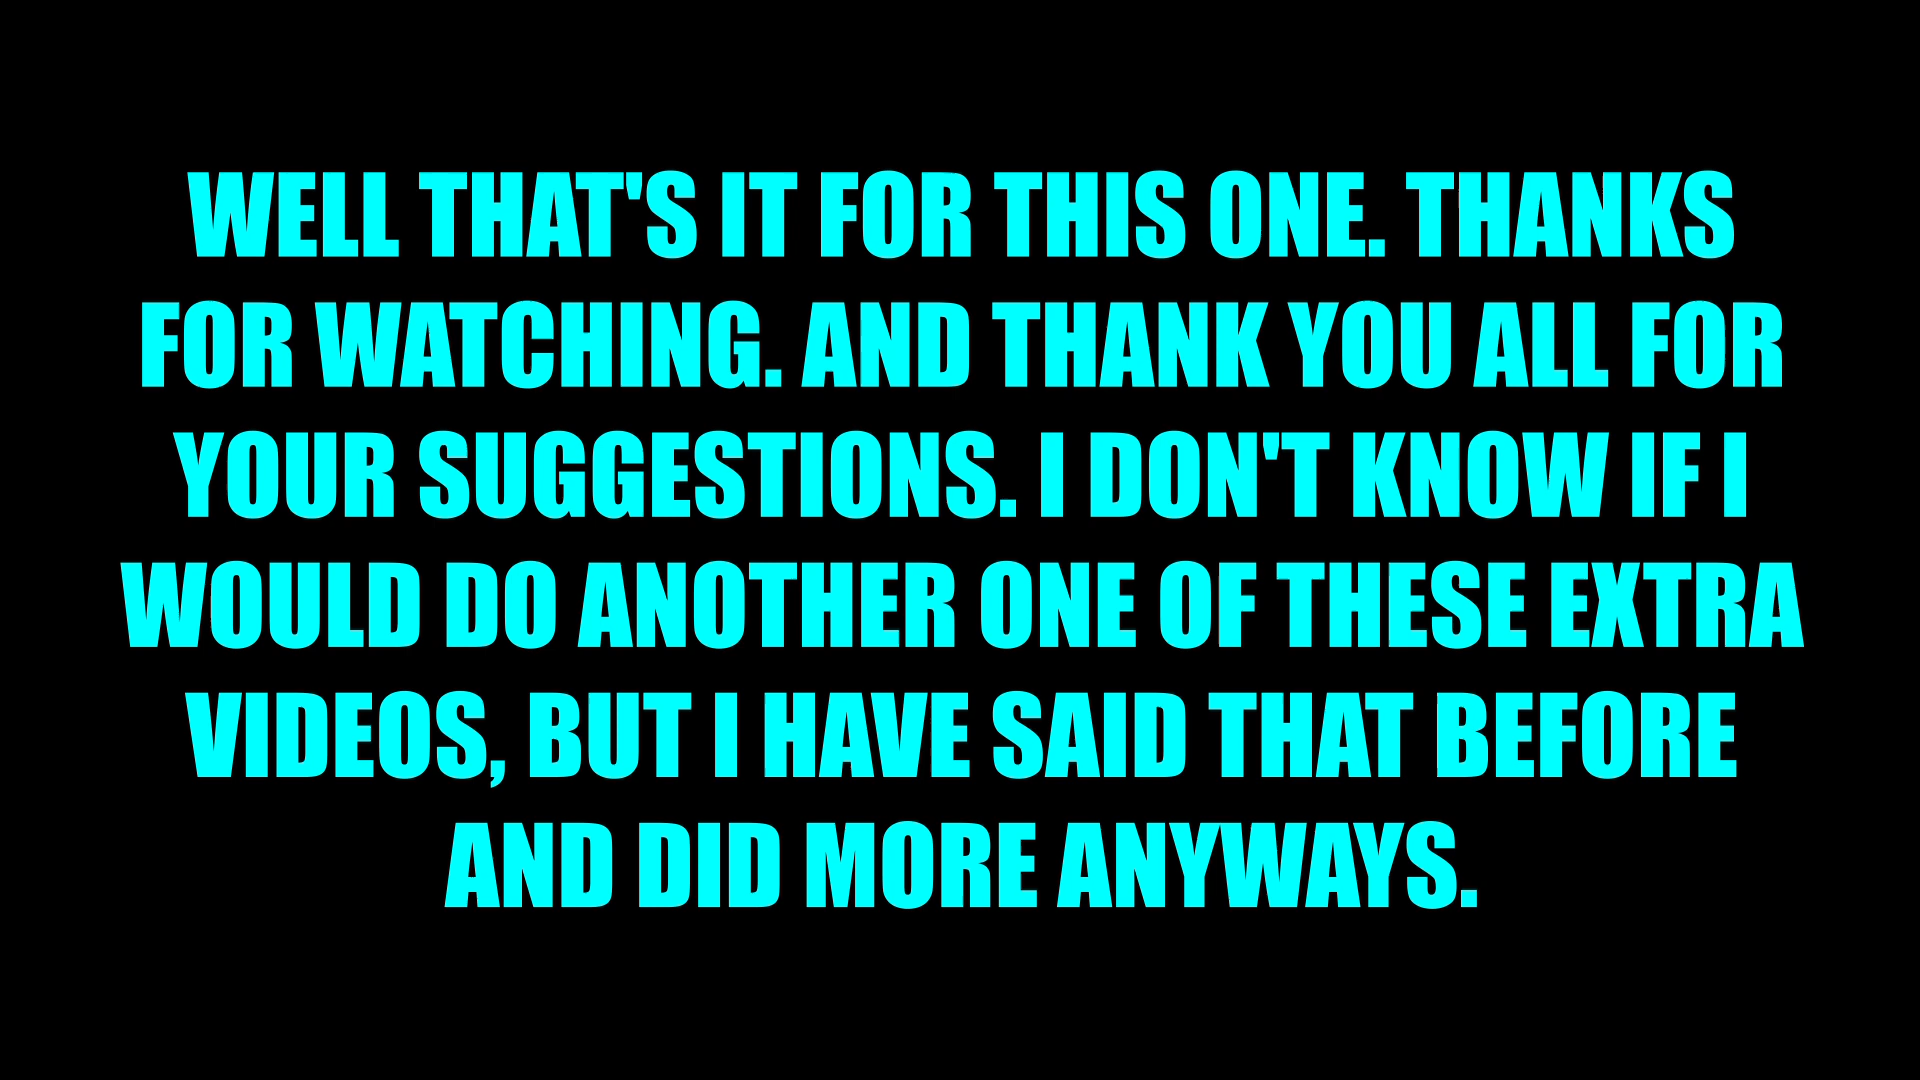 WELL THAT'S IT FOR THIS ONE. THANKS
FOR WATCHING. AND THANK YOU ALL FOR
YOUR SUGGESTIONS. I DON'T KNOW IF I
WOULD DO ANOTHER ONE OF THESE EXTRA
VIDEOS, BUT I HAVE SAID THAT BEFORE
AND DID MORE ANYWAYS.